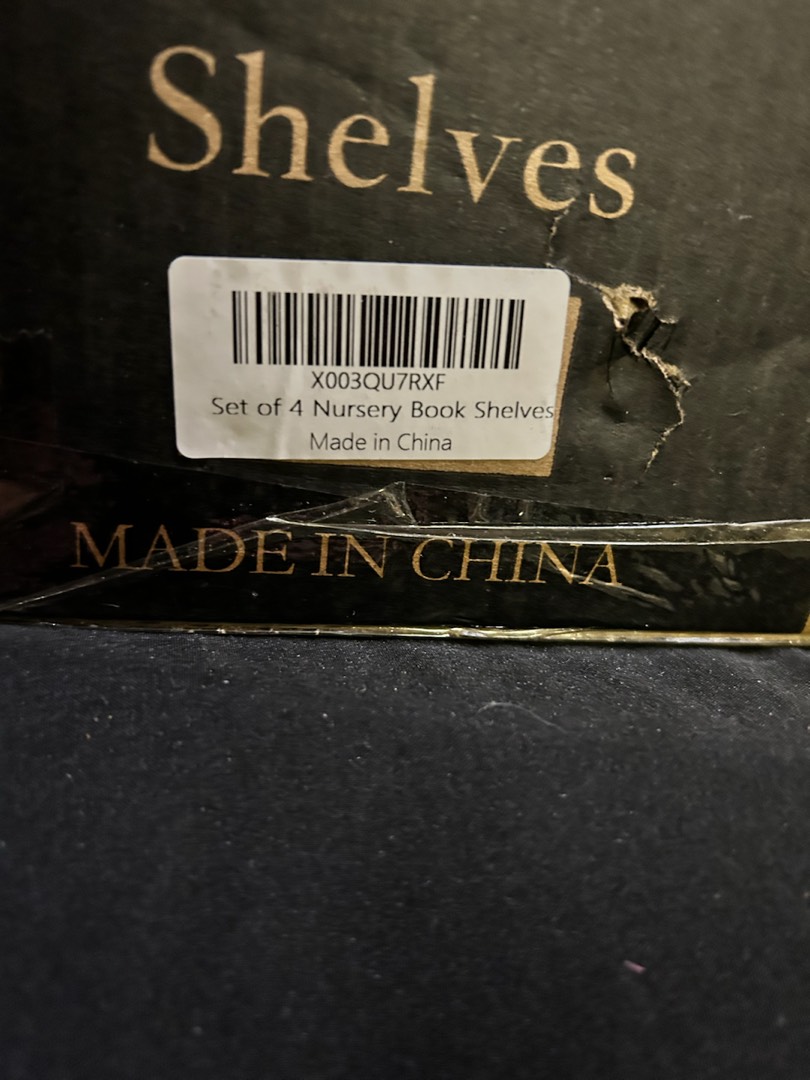 Shelves
X003QU7RXF
Set of 4 Nursery Book Shelves
Made in China
MADE IN CHINA